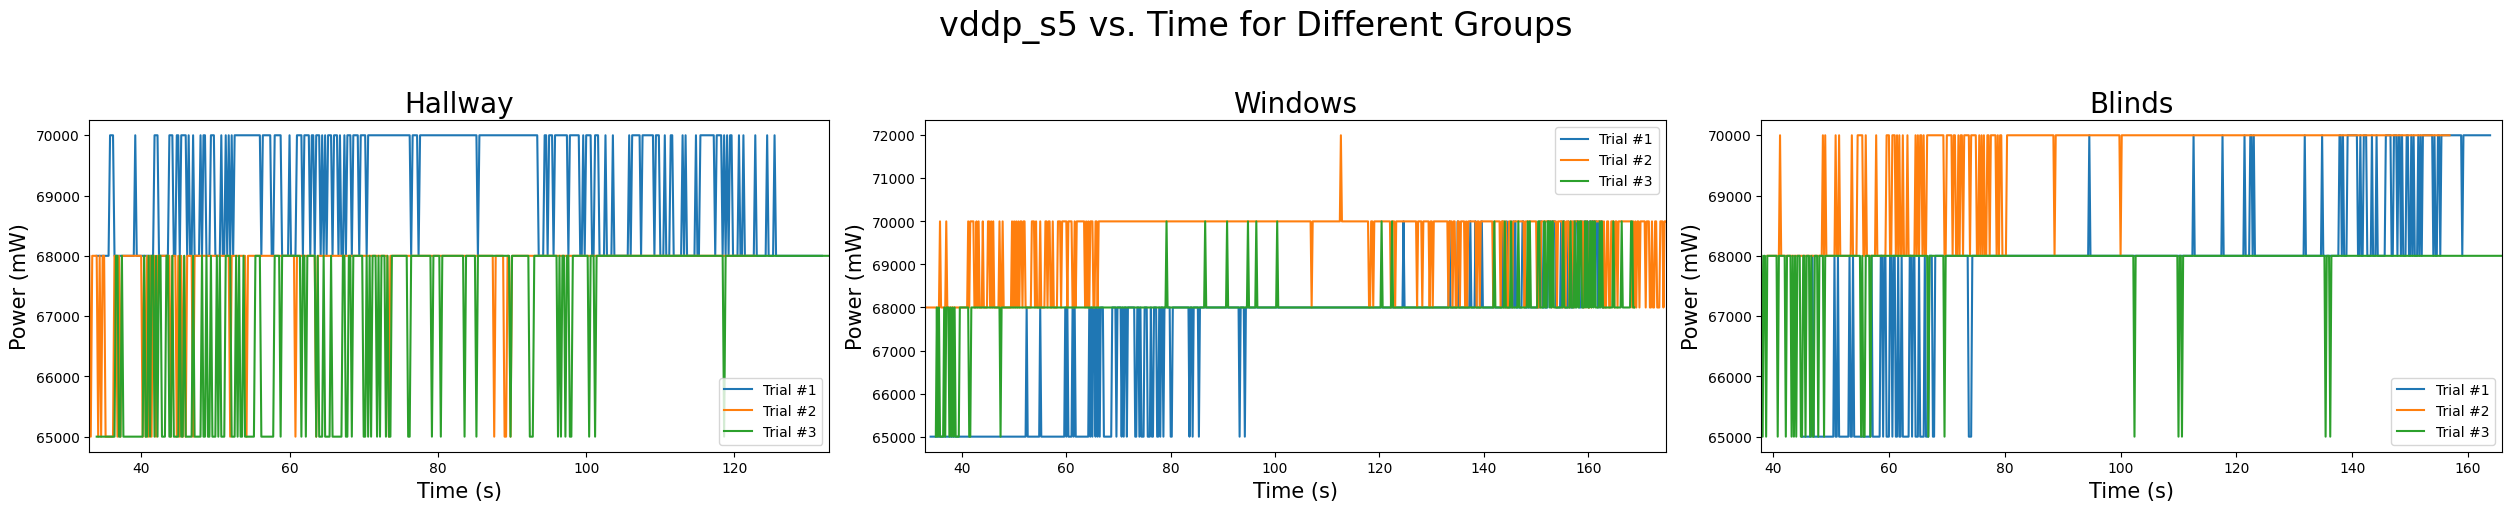 vddp_s5 vs. Time for Different Groups
Hallway
Power (mW)
70000
69000
68000
67000
66000
65000
40
60
80
100
120
Time (s)
Trial #1
Trial #2
Trial #3
Windows
Power (mW)
72000
71000
70000
69000
68000
67000
66000
65000
40
60
80
100
120
140
160
Time (s)
Trial #1
Trial #2
Trial #3
Blinds
Power (mW)
70000
69000
68000
67000
66000
65000
40
60
80
100
120
140
160
Time (s)
Trial #1
Trial #2
Trial #3